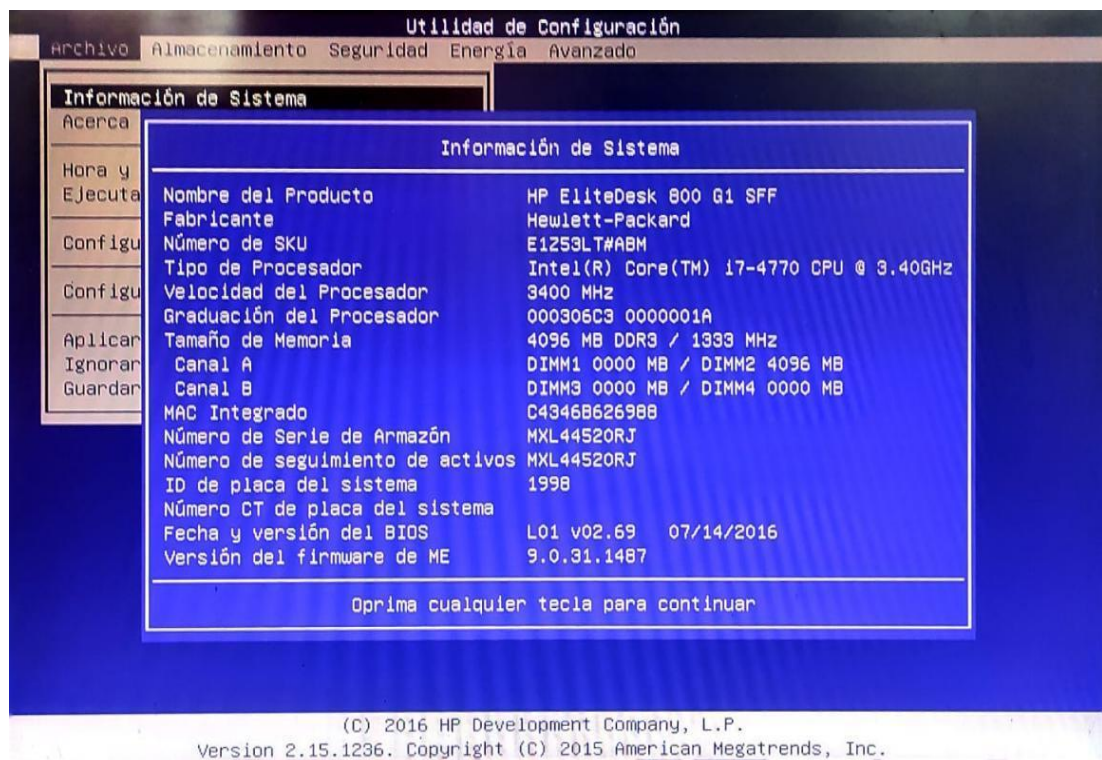 Utilidad de Configuración
Archivo Almacenamiento Seguridad Energía Avanzado
Información de Sistema
Acerca
Hora y
Ejecuta
Configu
Configu
Aplicar
Ignorar
Guardar
Información de Sistema
Nombre del Producto HP EliteDesk 800 G1 SFF
Fabricante Hewlett-Packard
Número de SKU E1Z53LT#ABM
Tipo de Procesador Intel(R) Core(TM) i7-4770 CPU @ 3.40GHz
Velocidad del Procesador 3400 MHz
Graduación del Procesador 000306C3 0000001A
Tamaño de Memoria 4096 MB DDR3 / 1333 MHz
Canal A DIMM1 0000 MB / DIMM2 4096 MB
Canal B DIMM3 0000 MB / DIMM4 0000 MB
MAC Integrado C4346B626988
Número de Serie de Armazón MXL44520RJ
Número de seguimiento de activos MXL44520RJ
ID de placa del sistema 1998
Número CT de placa del sistema
Fecha y versión del BIOS L01 v02.69 07/14/2016
Versión del firmware de ME 9.0.31.1487
Oprima cualquier tecla para continuar
(C) 2016 HP Development Company, L.P.
Version 2.15.1236. Copyright (C) 2015 American Megatrends, Inc.